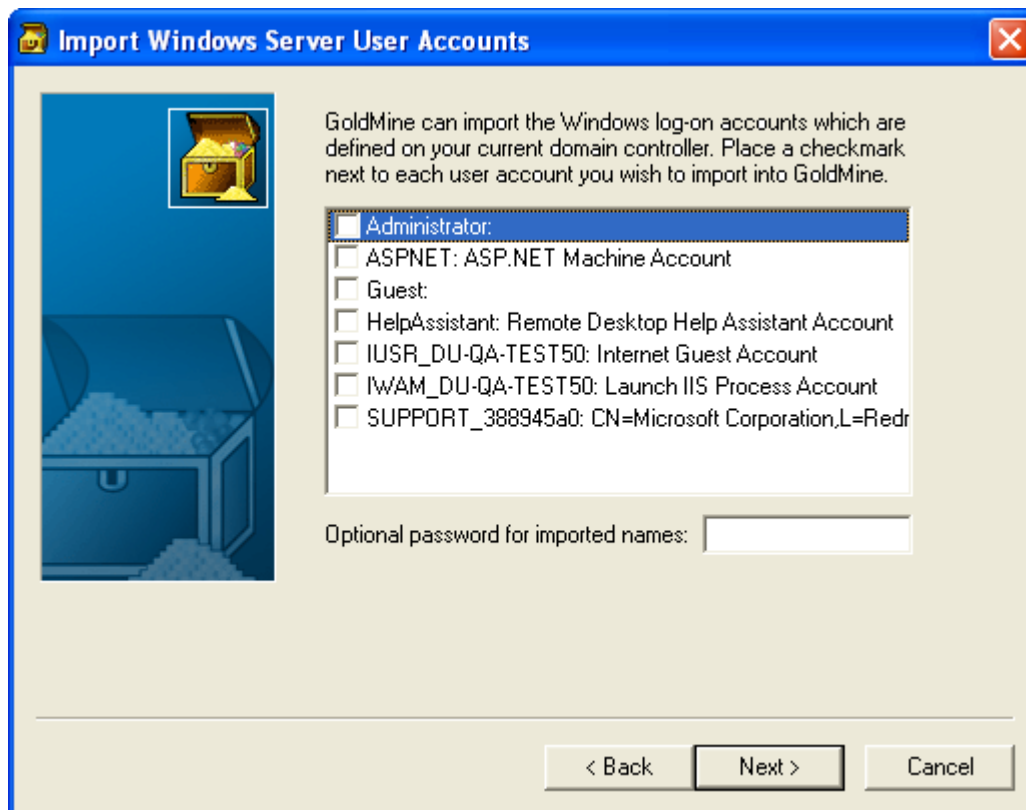 Import Windows Server User Accounts
GoldMine can import the Windows log-on accounts which are
defined on your current domain controller. Place a checkmark
next to each user account you wish to import into GoldMine.
Administrator:
ASPNET: ASP.NET Machine Account
Guest:
HelpAssistant: Remote Desktop Help Assistant Account
IUSR_DU-QA-TEST50: Internet Guest Account
IWAM_DU-QA-TEST50: Launch IIS Process Account
SUPPORT_388945a0: CN=Microsoft Corporation,L=Redr
Optional password for imported names:
< Back
Next >
Cancel